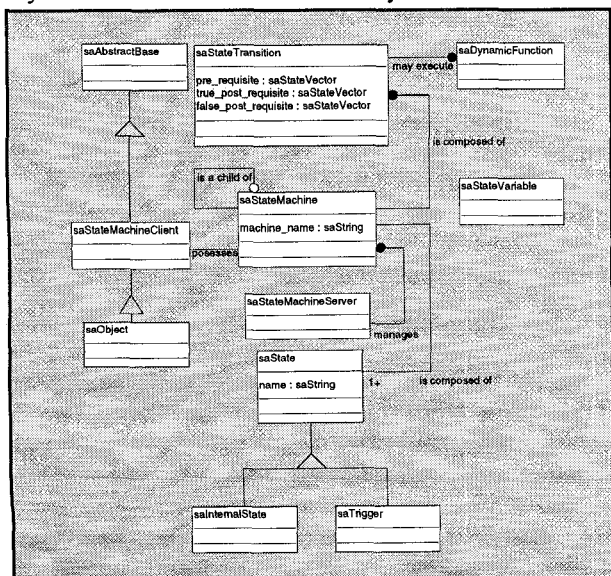 saAbstractBase
saStateTransition
pre_requisite : saStateVector
true_post_requisite : saStateVector
false_post_requisite : saStateVector
may execute
saDynamicFunction
is composed of
is a child of
saStateMachine
machine_name : saString
saStateVariable
saStateMachineClient
posesses
saStateMachineServer
manages
saObject
saState
name : saString
1+
is composed of
saInternalState
saTrigger